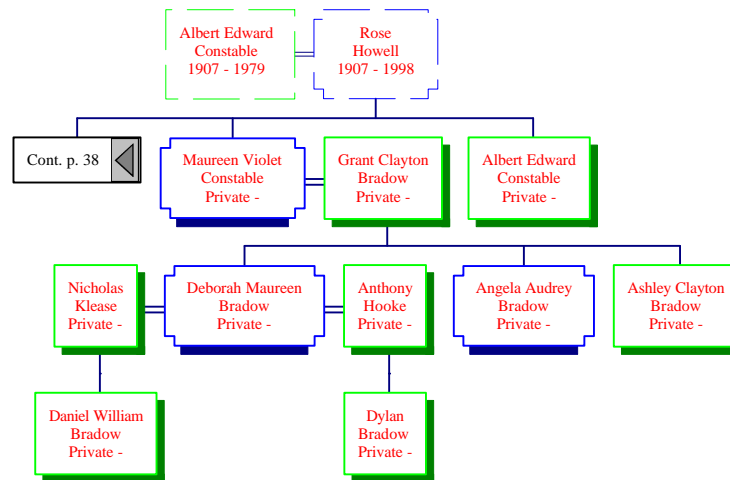 Albert Edward
Constable
1907 - 1979
Rose
Howell
1907 - 1998
Cont. p. 38
Maureen Violet
Constable
Private -
Grant Clayton
Bradow
Private -
Albert Edward
Constable
Private -
Nicholas
Klease
Private -
Deborah Maureen
Bradow
Private -
Anthony
Hooke
Private -
Angela Audrey
Bradow
Private -
Ashley Clayton
Bradow
Private -
Daniel William
Bradow
Private -
Dylan
Bradow
Private -